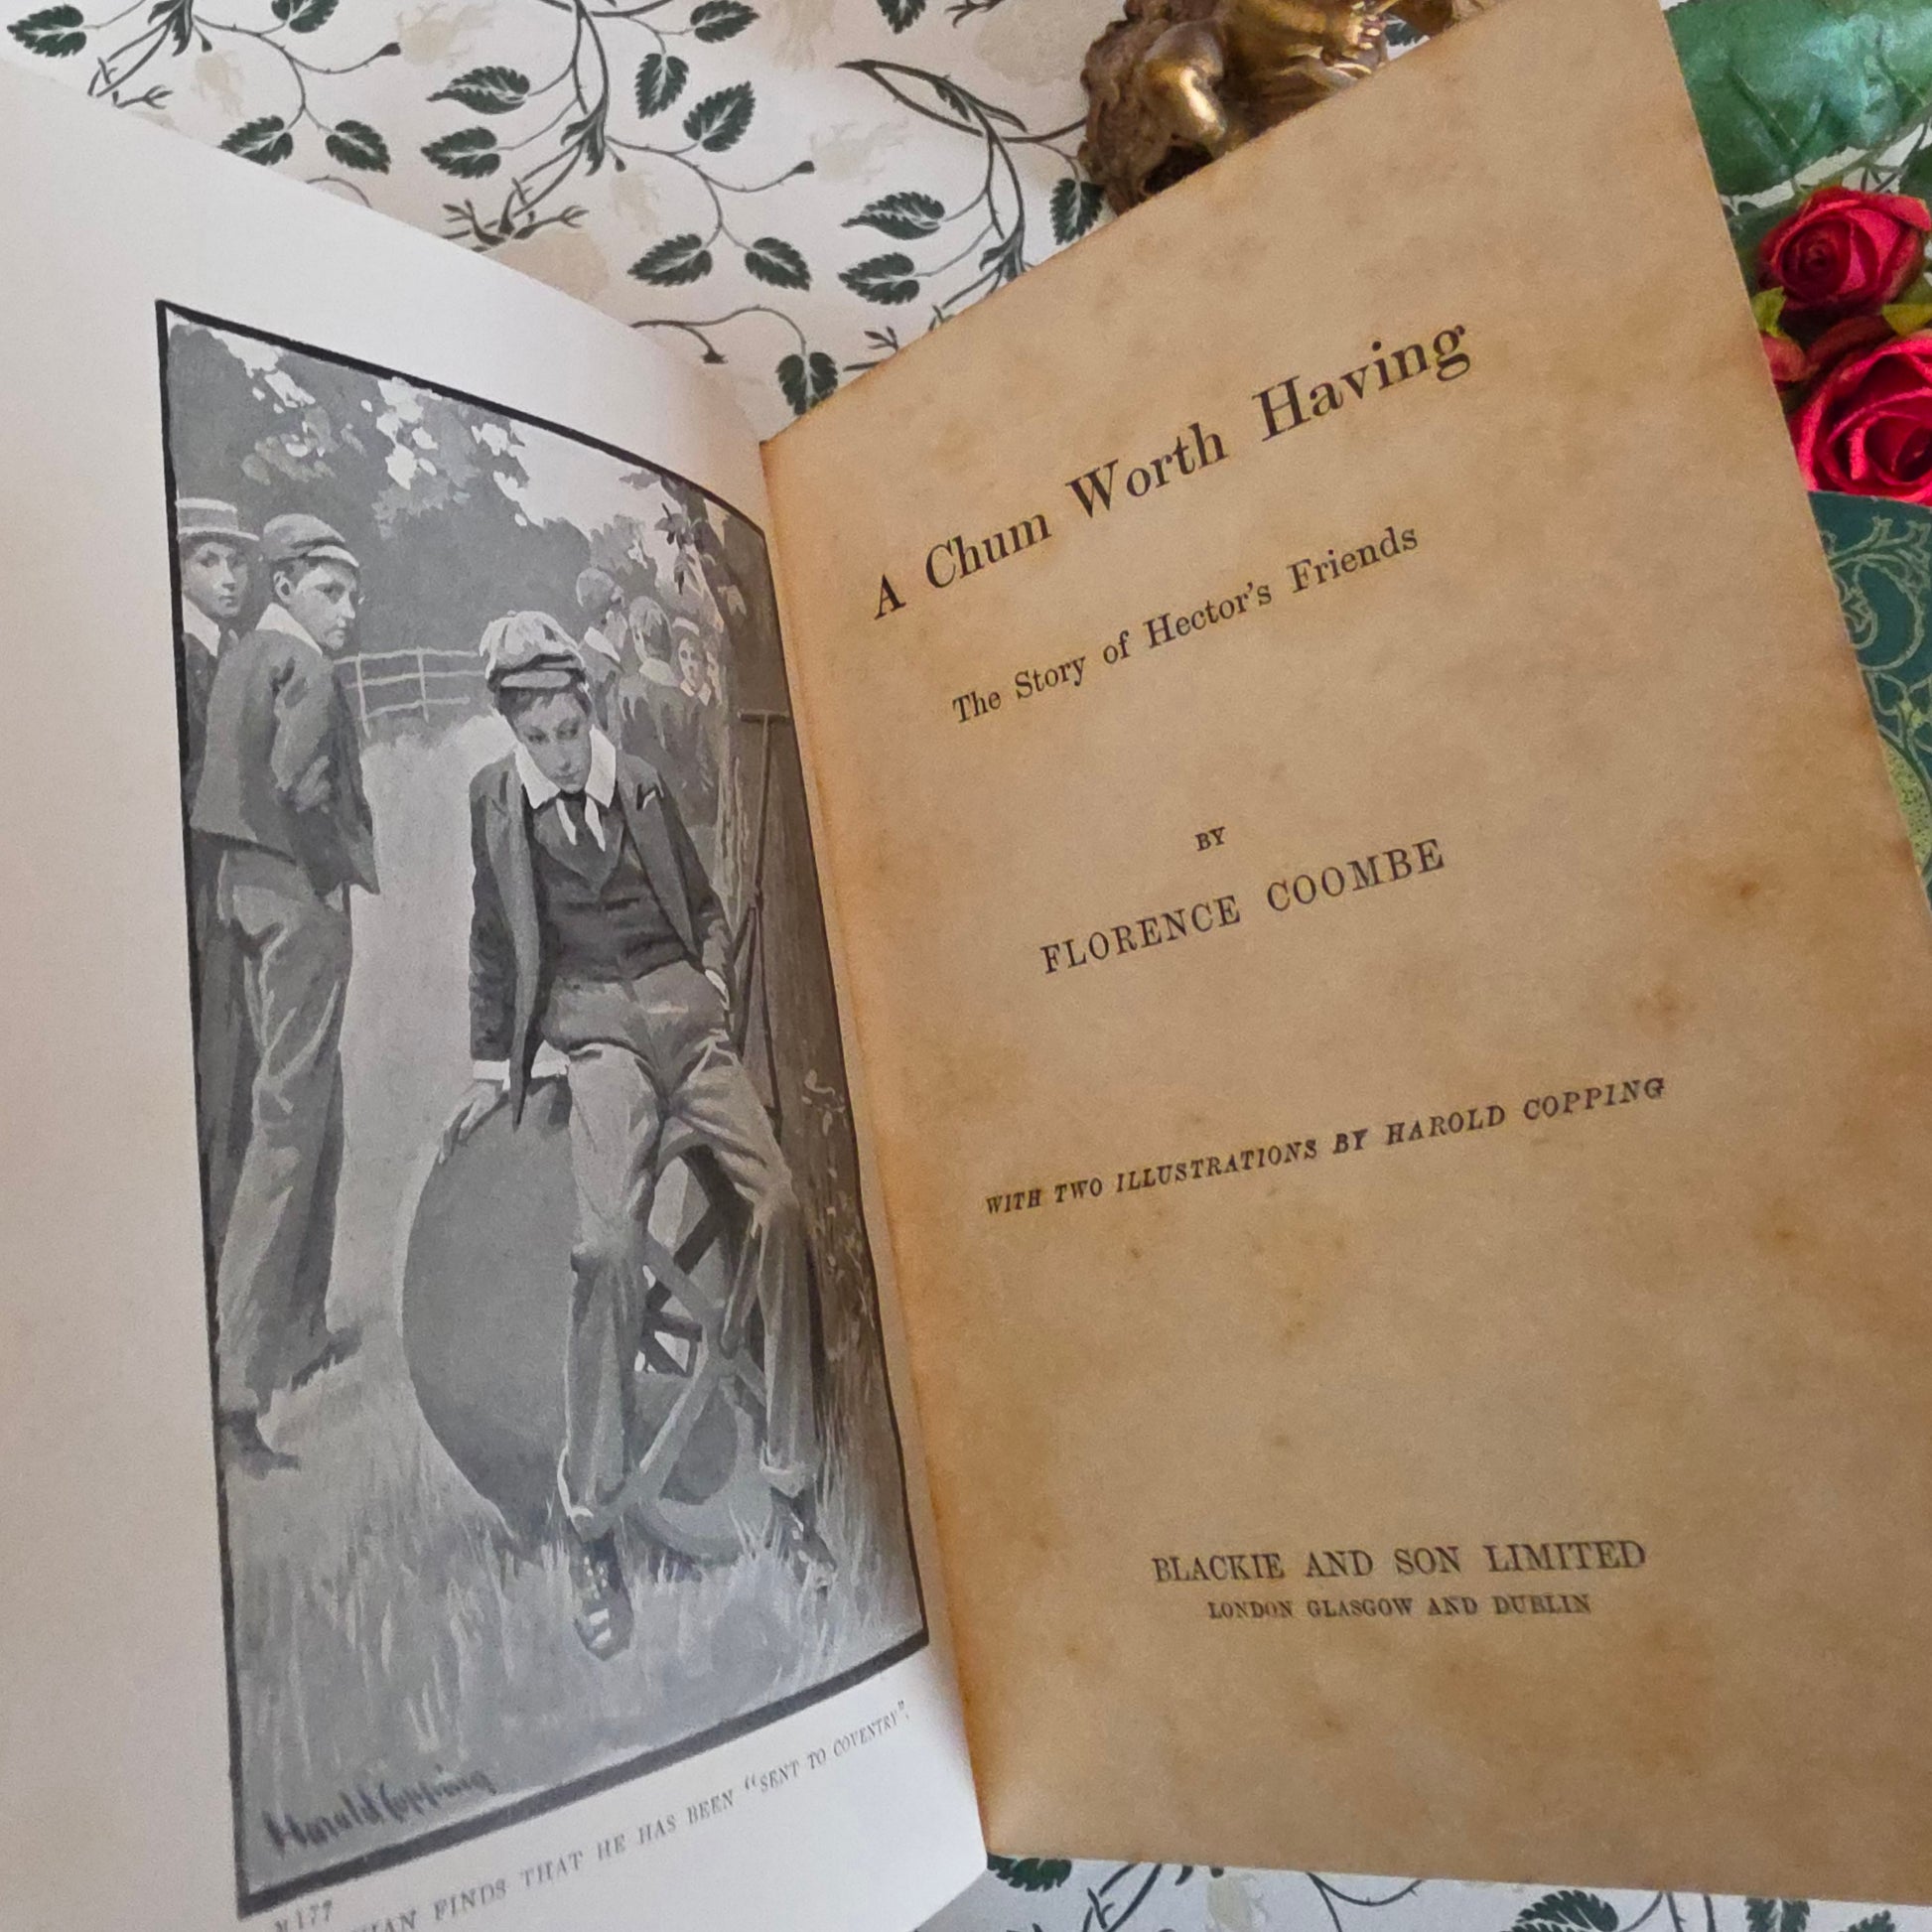 Harold Copping
M 177
FINDS THAT HE HAS BEEN "SENT TO COVENTRY".
A Chum Worth Having
The Story of Hector's Friends
BY
FLORENCE COOMBE
WITH TWO ILLUSTRATIONS BY HAROLD COPPING
BLACKIE AND SON LIMITED
LONDON GLASGOW AND DUBLIN